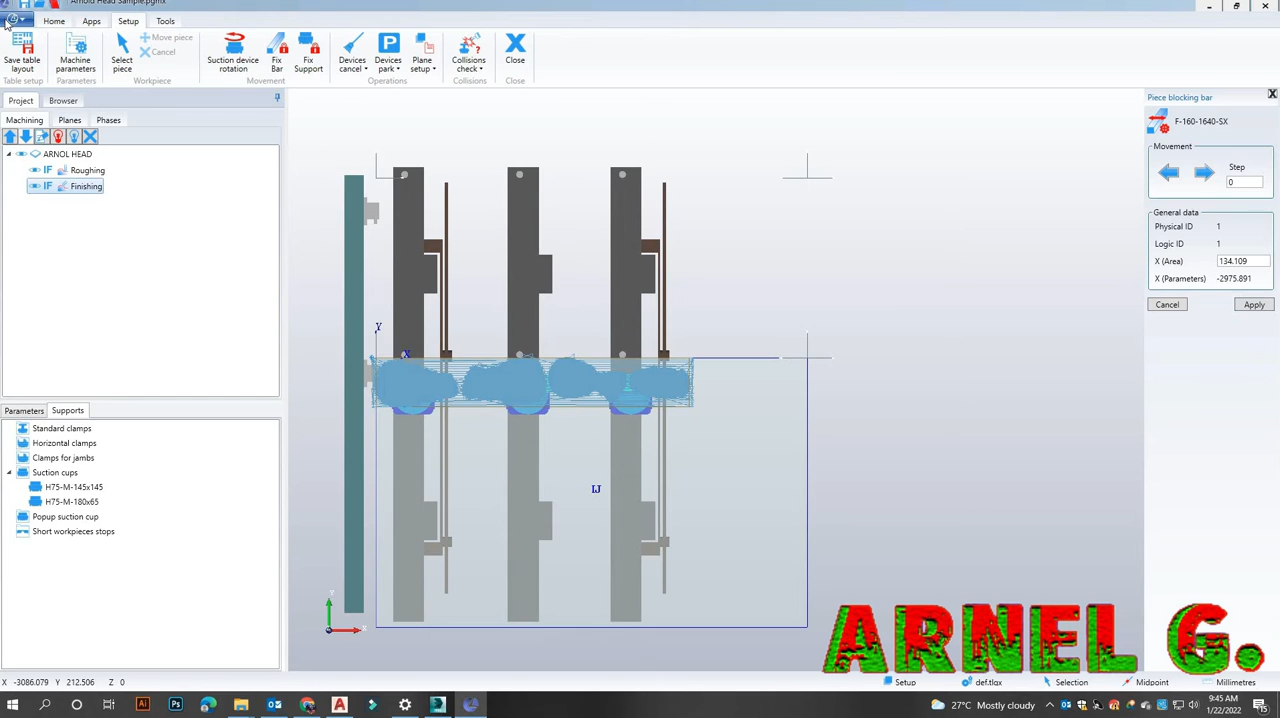 Arnold Head Sample.pgmx
Home Apps Setup Tools
Save table layout
Machine parameters
Select piece
Move piece
Cancel
Suction device rotation
Fix Bar
Fix Support
Devices cancel
Devices park
Plane setup
Collisions check
Close
Table setup Parameters Workpiece Movement Operations Collisions Close
Project Browser
Machining Planes Phases
ARNOL HEAD
IF Roughing
IF Finishing
Parameters Supports
Standard clamps
Horizontal clamps
Clamps for jambs
Suction cups
H75-M-145x145
H75-M-180x65
Popup suction cup
Short workpieces stops
Y
X
IJ
Y
X
Piece blocking bar
F-160-1640-SX
Movement
Step
0
General data
Physical ID 1
Logic ID 1
X (Area) 134.109
X (Parameters) -2975.891
Cancel Apply
ARNEL G.
X -3086.079 Y 212.506 Z 0
Setup def.tlgx Selection Midpoint Millimetres
27°C Mostly cloudy
9:45 AM
1/22/2022